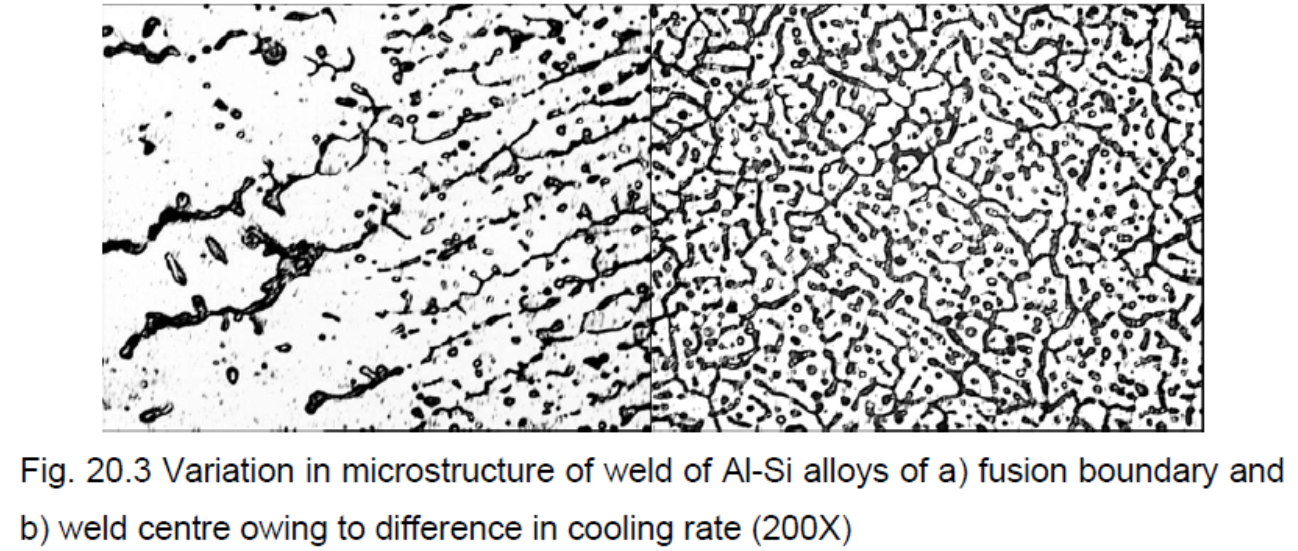 Fig. 20.3 Variation in microstructure of weld of Al-Si alloys of a) fusion boundary and
b) weld centre owing to difference in cooling rate (200X)